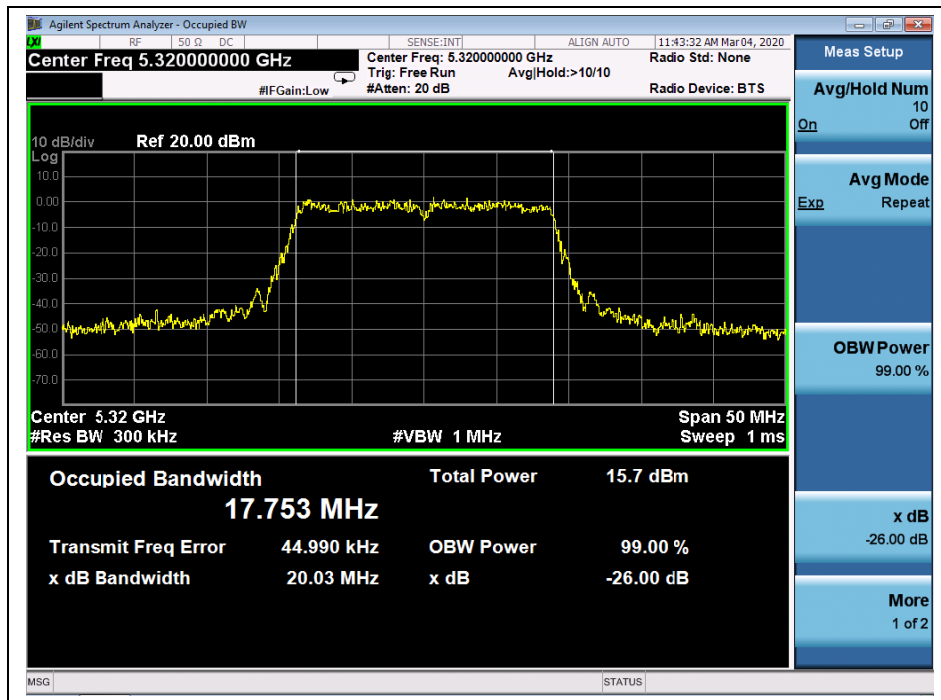 Agilent Spectrum Analyzer - Occupied BW
LXI RF 50 Ω DC SENSE:INT ALIGN AUTO 11:43:32 AM Mar 04, 2020
Center Freq 5.320000000 GHz
#IFGain:Low
Center Freq: 5.320000000 GHz
Trig: Free Run Avg|Hold:>10/10
#Atten: 20 dB
Radio Std: None
Radio Device: BTS
10 dB/div Ref 20.00 dBm
Log
10.0
0.00
-10.0
-20.0
-30.0
-40.0
-50.0
-60.0
-70.0
Center 5.32 GHz Span 50 MHz
#Res BW 300 kHz #VBW 1 MHz Sweep 1 ms
Occupied Bandwidth Total Power 15.7 dBm
17.753 MHz
Transmit Freq Error 44.990 kHz OBW Power 99.00 %
x dB Bandwidth 20.03 MHz x dB -26.00 dB
MSG STATUS
Meas Setup
Avg/Hold Num
10
On Off
Avg Mode
Exp Repeat
OBW Power
99.00 %
x dB
-26.00 dB
More
1 of 2